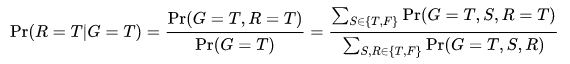 Pr(R = T|G = T) = Pr(G = T, R = T) / Pr(G = T) = ∑_{S∈{T,F}} Pr(G = T, S, R = T) / ∑_{S,R∈{T,F}} Pr(G = T, S, R)